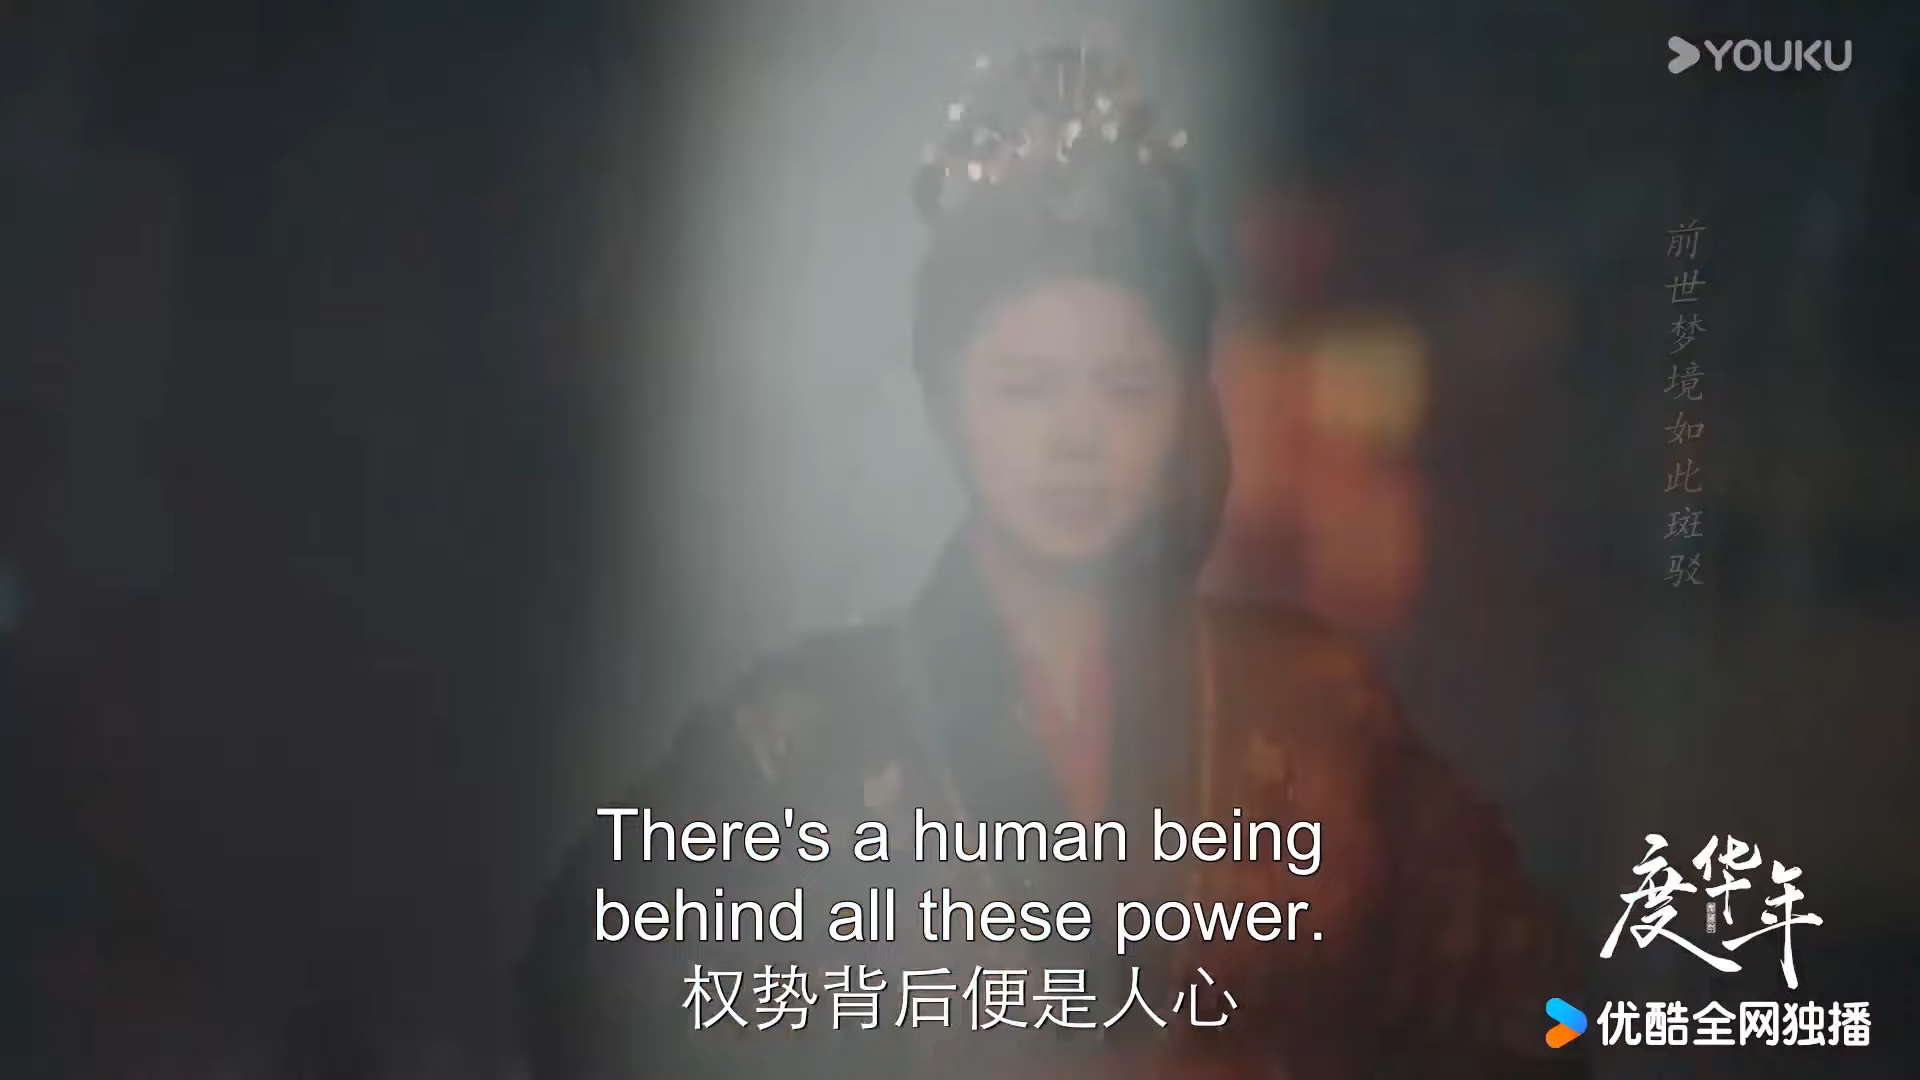 YOUKU
前世梦境如此斑驳
There's a human being
behind all these power.
权势背后便是人心
度华年
优酷全网独播